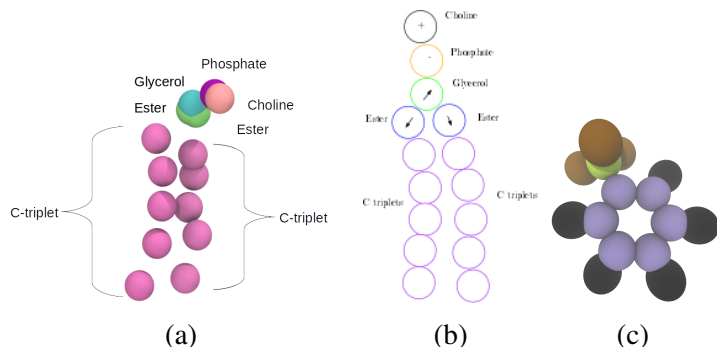 Phosphate
Glycerol
Ester
Choline
Ester
C-triplet
C-triplet
(a)
Choline
+
Phosphate
-
Glycerol
Ester
Ester
C triplets
C triplets
(b)
(c)